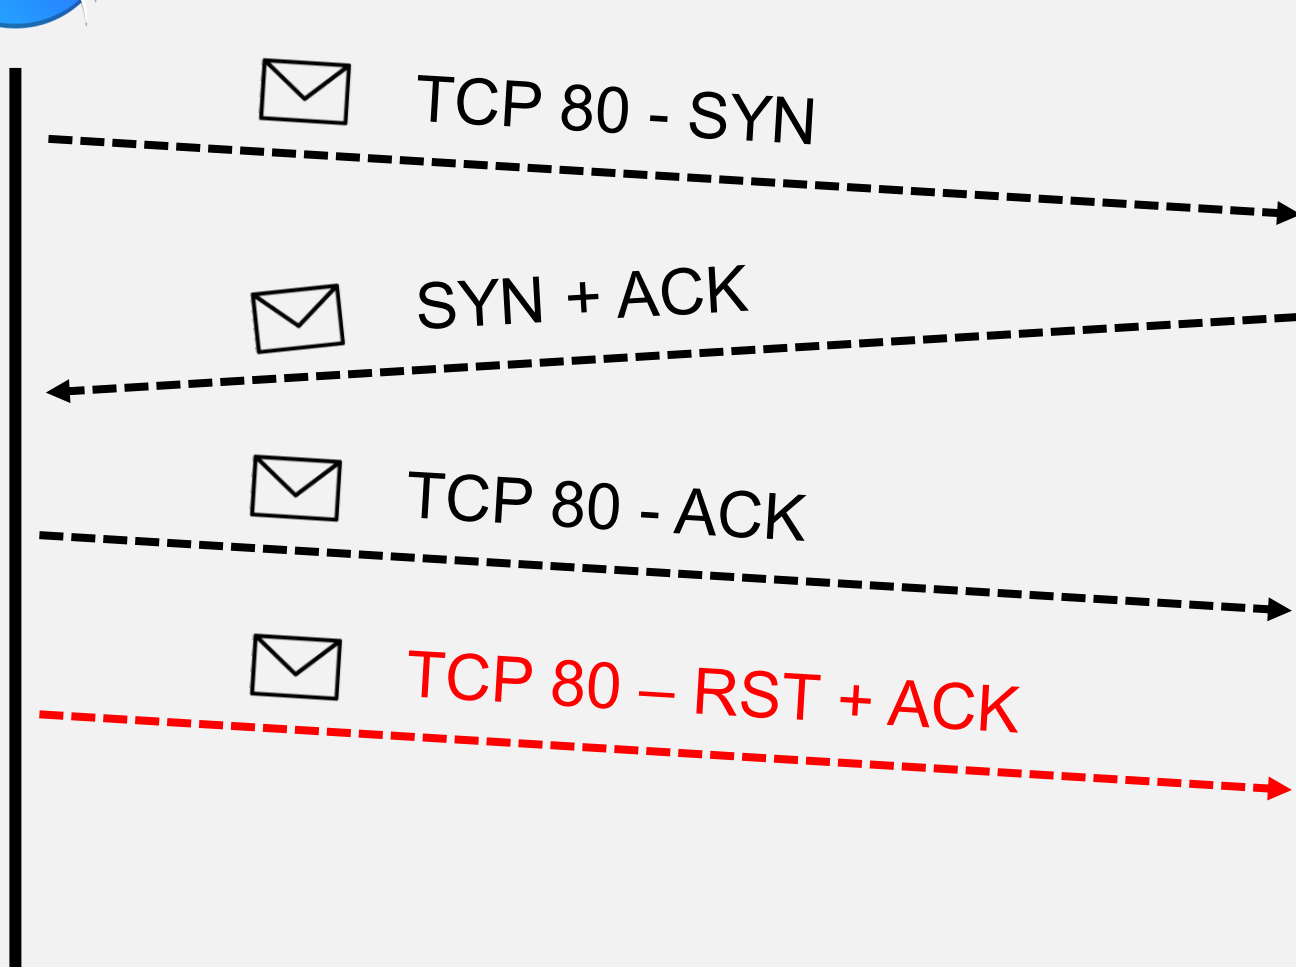 TCP 80 - SYN
SYN + ACK
TCP 80 - ACK
TCP 80 – RST + ACK